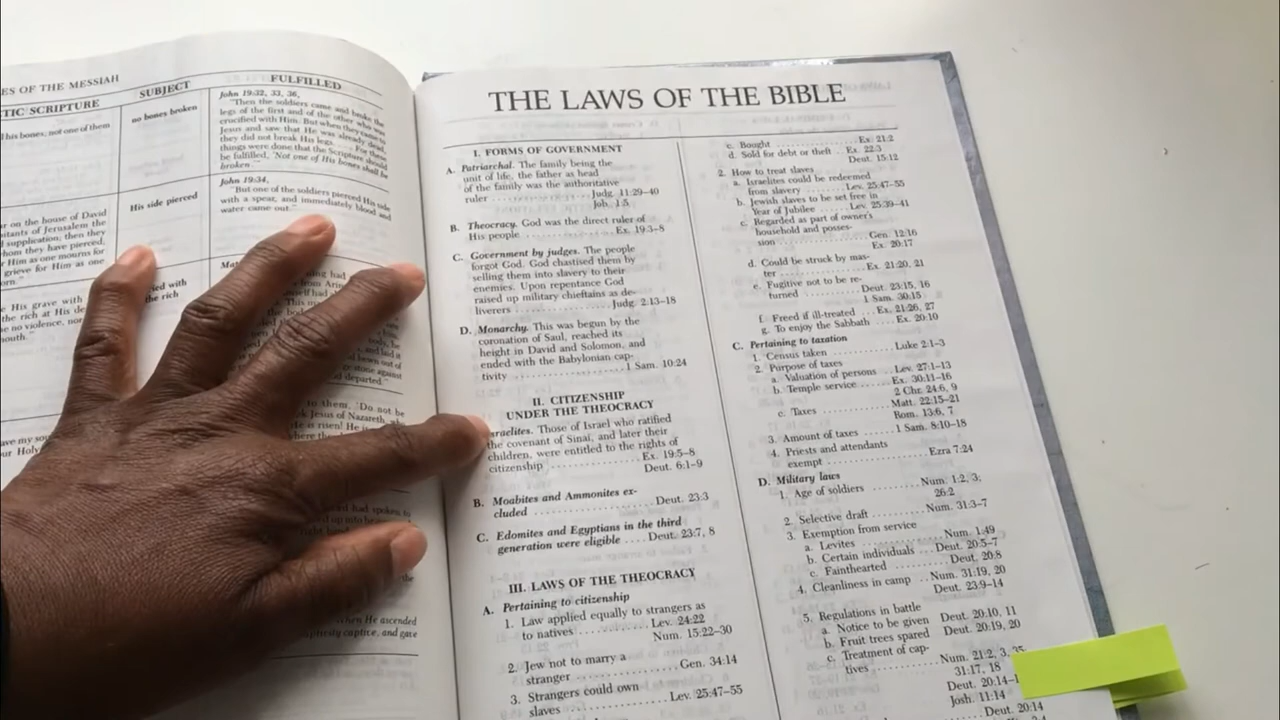 ES OF THE MESSIAH
TIC SCRIPTURE
SUBJECT
FULFILLED
his bones; not one of them
no bones broken
John 19:32, 33, 36,
"Then the soldiers came and broke the
legs of the first and of the other who was
crucified with Him. But when they came to
Jesus and saw that He was already dead,
they did not break His legs. . . . For these
things were done that the Scripture should
be fulfilled, 'Not one of His bones shall be
broken.'"
r on the house of David
itants of Jerusalem the
d supplication; then they
whom they have pierced,
r Him as one mourns for
grieve for Him as one
orn."
His side pierced
John 19:34,
"But one of the soldiers pierced His side
with a spear, and immediately blood and
water came out."
e His grave with
the rich at His de
e no violence, nor
outh."
sed with
the rich
Mat
to them, 'Do not be
k Jesus of Nazareth,
e is risen! He is
ave my sou
our Holy
had spoken to
the
When He ascended
captivity captive, and gave
THE LAWS OF THE BIBLE
I. FORMS OF GOVERNMENT
A. Patriarchal. The family being the
unit of life, the father as head
of the family was the authoritative
ruler .......... Judg. 11:29–40
Job. 1:5
B. Theocracy. God was the direct ruler of
His people .......... Ex. 19:3–8
C. Government by judges. The people
forgot God. God chastised them by
selling them into slavery to their
enemies. Upon repentance God
raised up military chieftains as de-
liverers .......... Judg. 2:13–18
D. Monarchy. This was begun by the
coronation of Saul, reached its
height in David and Solomon, and
ended with the Babylonian cap-
tivity .......... 1 Sam. 10:24
II. CITIZENSHIP
UNDER THE THEOCRACY
sraelites. Those of Israel who ratified
the covenant of Sinai, and later their
children, were entitled to the rights of
citizenship .......... Ex. 19:5–8
Deut. 6:1–9
B. Moabites and Ammonites ex-
cluded .......... Deut. 23:3
C. Edomites and Egyptians in the third
generation were eligible .... Deut. 23:7, 8
III. LAWS OF THE THEOCRACY
A. Pertaining to citizenship
1. Law applied equally to strangers as
to natives .......... Lev. 24:22
Num. 15:22–30
2. Jew not to marry a
stranger .......... Gen. 34:14
3. Strangers could own
slaves .......... Lev. 25:47–55
c. Bought .......... Ex. 21:2
d. Sold for debt or theft .. Ex. 22:3
Deut. 15:12
2. How to treat slaves
a. Israelites could be redeemed
from slavery .......... Lev. 25:47–55
b. Jewish slaves to be set free in
Year of Jubilee .. Lev. 25:39–41
c. Regarded as part of owner's
household and posses-
sion .......... Gen. 12:16
Ex. 20:17
d. Could be struck by mas-
ter .......... Ex. 21:20, 21
e. Fugitive not to be re-
turned .......... Deut. 23:15, 16
1 Sam. 30:15
f. Freed if ill-treated .. Ex. 21:26, 27
g. To enjoy the Sabbath .. Ex. 20:10
C. Pertaining to taxation
1. Census taken .......... Luke 2:1–3
2. Purpose of taxes
a. Valuation of persons .. Lev. 27:1–13
b. Temple service .. Ex. 30:11–16
2 Chr. 24:6, 9
c. Taxes .......... Matt. 22:15–21
Rom. 13:6, 7
3. Amount of taxes .. 1 Sam. 8:10–18
4. Priests and attendants
exempt .......... Ezra 7:24
D. Military laws
1. Age of soldiers .......... Num. 1:2, 3;
26:2
2. Selective draft .......... Num. 31:3–7
3. Exemption from service
a. Levites .......... Num. 1:49
b. Certain individuals ... Deut. 20:5–7
c. Fainthearted .......... Deut. 20:8
4. Cleanliness in camp .. Num. 31:19, 20
Deut. 23:9–14
5. Regulations in battle
a. Notice to be given Deut. 20:10, 11
b. Fruit trees spared Deut. 20:19, 20
c. Treatment of cap-
tives .......... Num. 21:2, 3, 35
31:17, 18
Deut. 20:14–1
Josh. 11:14
Deut. 20:14